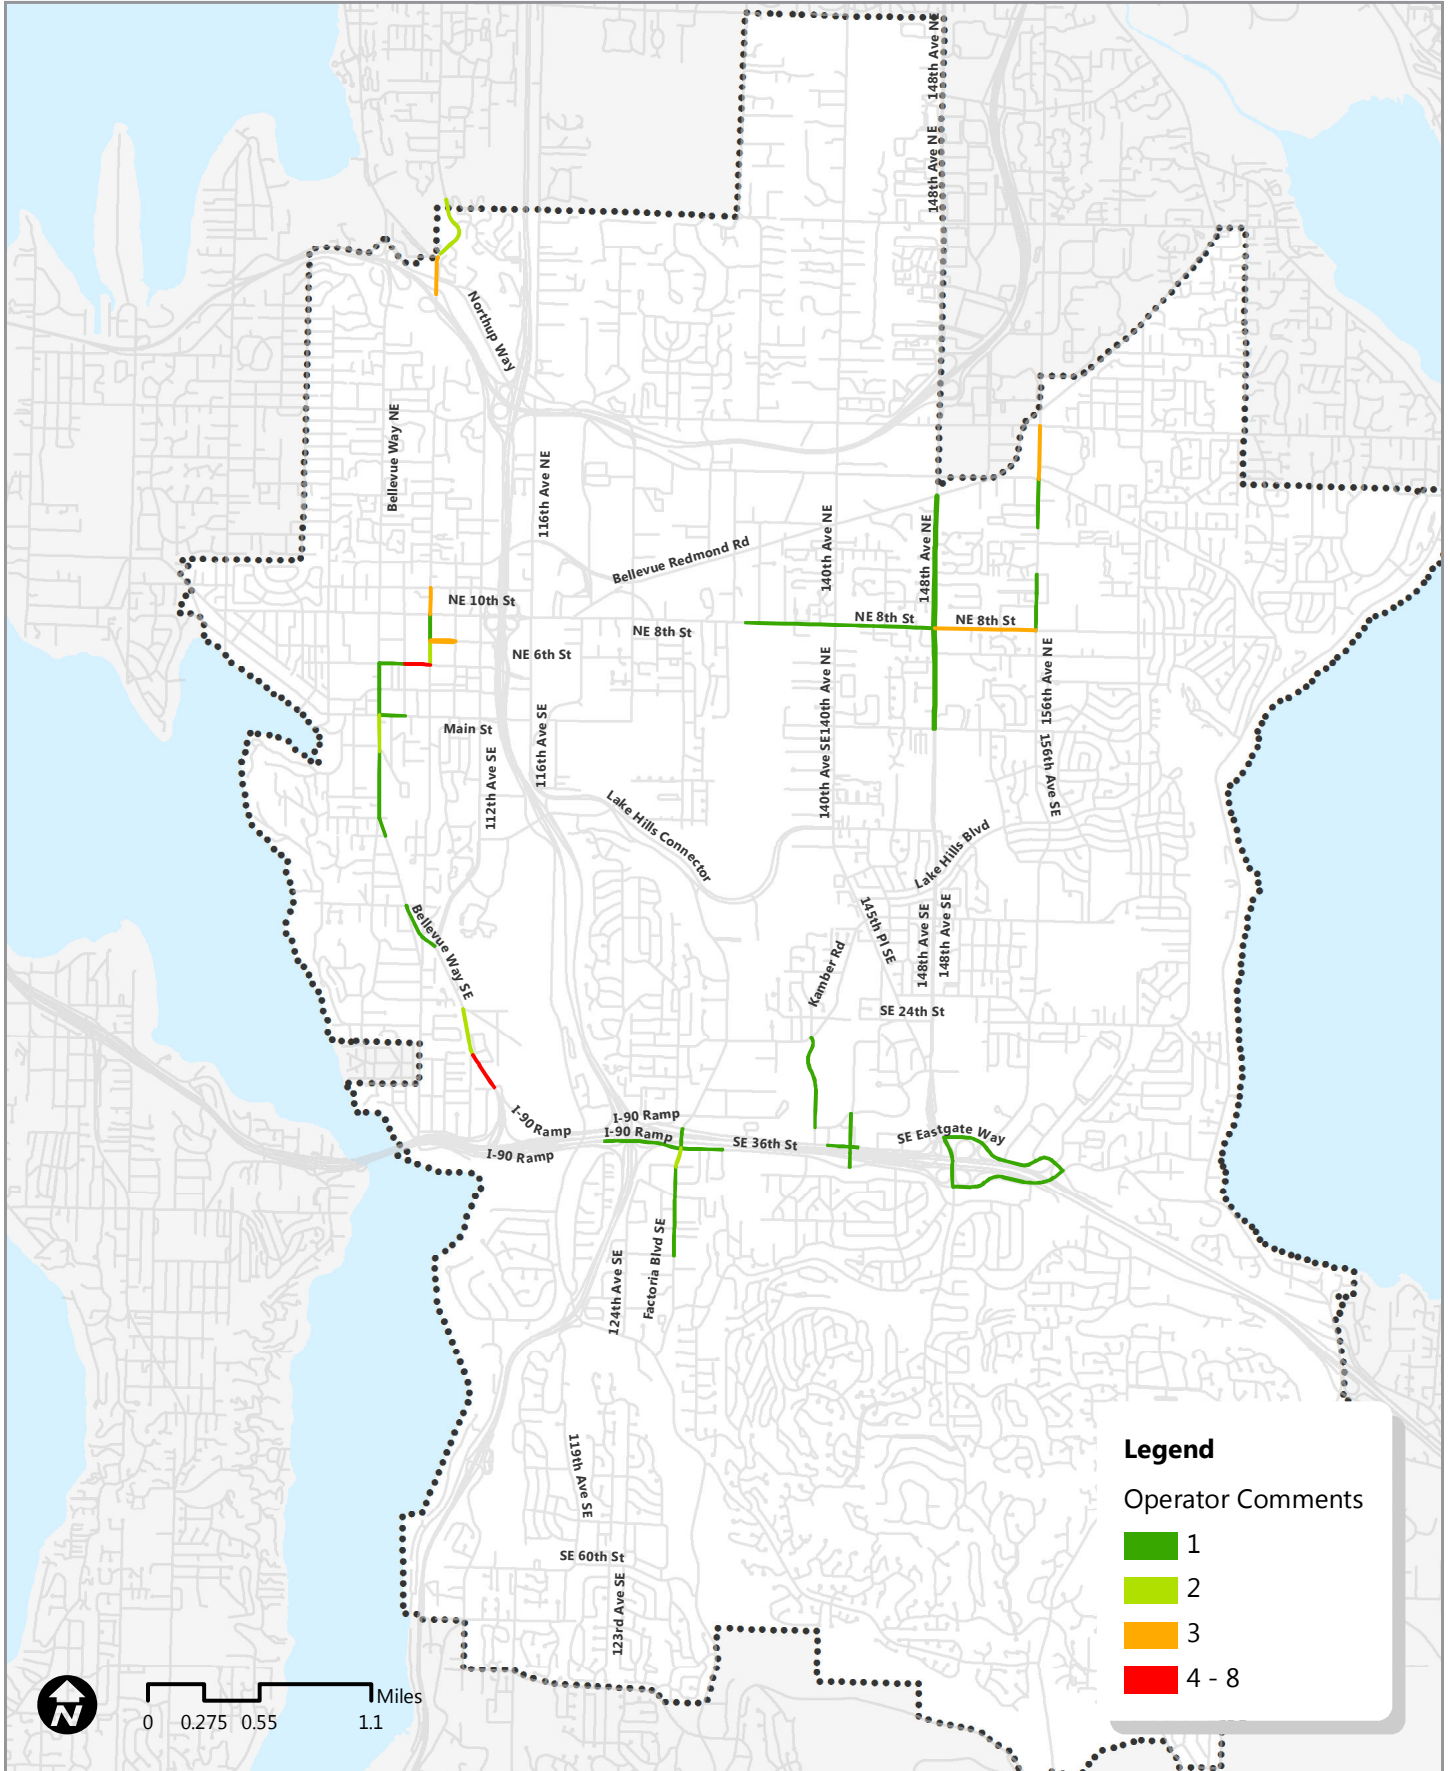 148th Ave NE
148th Ave NE
Northup Way
Bellevue Way NE
116th Ave NE
Bellevue Redmond Rd
140th Ave NE
148th Ave NE
NE 10th St
NE 8th St
NE 8th St
NE 8th St
NE 6th St
140th Ave NE
156th Ave NE
Main St
116th Ave SE
112th Ave SE
140th Ave SE
156th Ave SE
Lake Hills Connector
Lake Hills Blvd
Bellevue Way SE
145th Pl SE
148th Ave SE
148th Ave SE
Kamber Rd
SE 24th St
I-90 Ramp
I-90 Ramp
I-90 Ramp
I-90 Ramp
SE 36th St
SE Eastgate Way
124th Ave SE
Factoria Blvd SE
119th Ave SE
SE 60th St
123rd Ave SE
Legend
Operator Comments
1
2
3
4 - 8
N
Miles
0 0.275 0.55 1.1